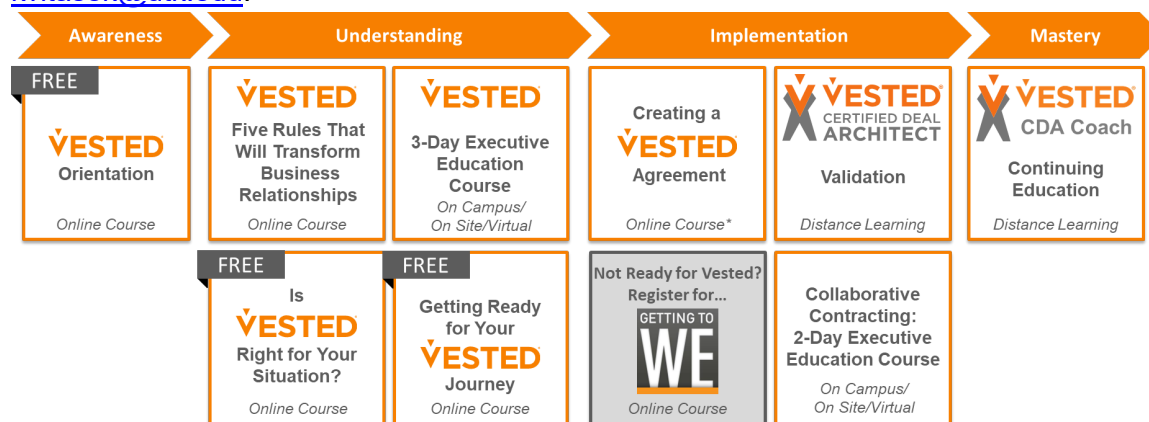 Awareness
Understanding
Implementation
Mastery
FREE
VESTED
Orientation
Online Course
VESTED
Five Rules That
Will Transform
Business
Relationships
Online Course
VESTED
3-Day Executive
Education
Course
On Campus/
On Site/Virtual
Creating a
VESTED
Agreement
Online Course*
VESTED®
CERTIFIED DEAL
ARCHITECT
Validation
Distance Learning
VESTED®
CDA Coach
Continuing
Education
Distance Learning
FREE
Is
VESTED
Right for Your
Situation?
Online Course
FREE
Getting Ready
for Your
VESTED
Journey
Online Course
Not Ready for Vested?
Register for...
GETTING TO
WE
Online Course
Collaborative
Contracting:
2-Day Executive
Education Course
On Campus/
On Site/Virtual